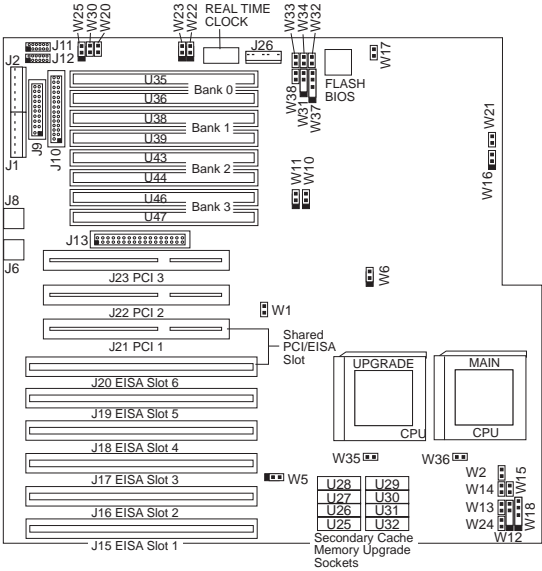 W25
W30
W20
W23
W22
REAL TIME
CLOCK
J26
W33
W34
W32
W17
J11
J12
J2
J9
J10
J1
U35
Bank 0
U36
U38
Bank 1
U39
U43
Bank 2
U44
U46
Bank 3
U47
W38
W31
W37
FLASH
BIOS
W21
W16
W11
W10
J8
J6
J13
J23 PCI 3
W6
J22 PCI 2
W1
J21 PCI 1
Shared
PCI/EISA
Slot
J20 EISA Slot 6
UPGRADE
CPU
MAIN
CPU
J19 EISA Slot 5
J18 EISA Slot 4
W35
W36
J17 EISA Slot 3
W5
U28
U29
U27
U30
U26
U31
U25
U32
Secondary Cache
Memory Upgrade
Sockets
W2
W14
W15
W13
W18
W24
W12
J16 EISA Slot 2
J15 EISA Slot 1